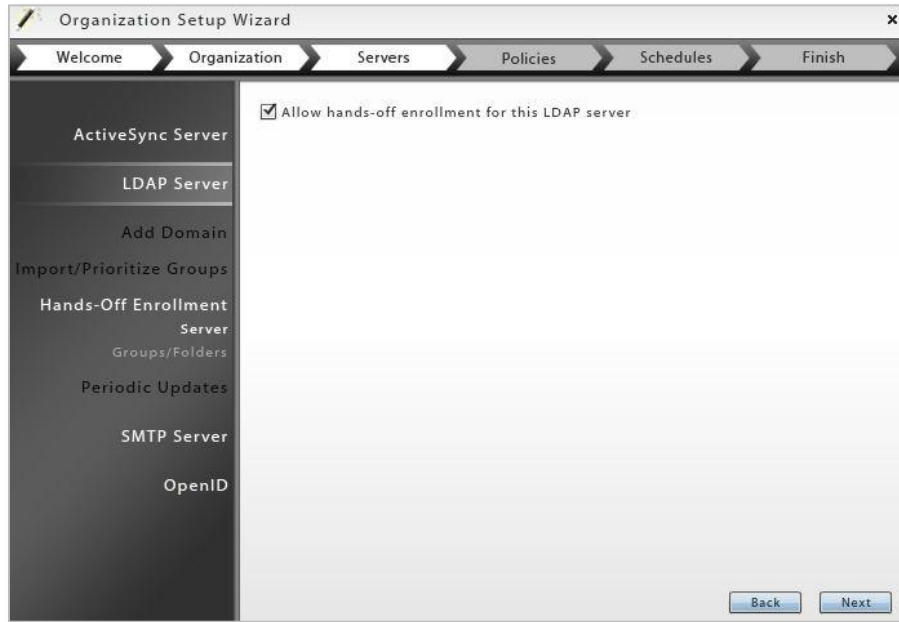 Organization Setup Wizard
x
Welcome
Organization
Servers
Policies
Schedules
Finish
ActiveSync Server
LDAP Server
Add Domain
Import/Prioritize Groups
Hands-Off Enrollment
Server
Groups/Folders
Periodic Updates
SMTP Server
OpenID
Allow hands-off enrollment for this LDAP server
Back
Next